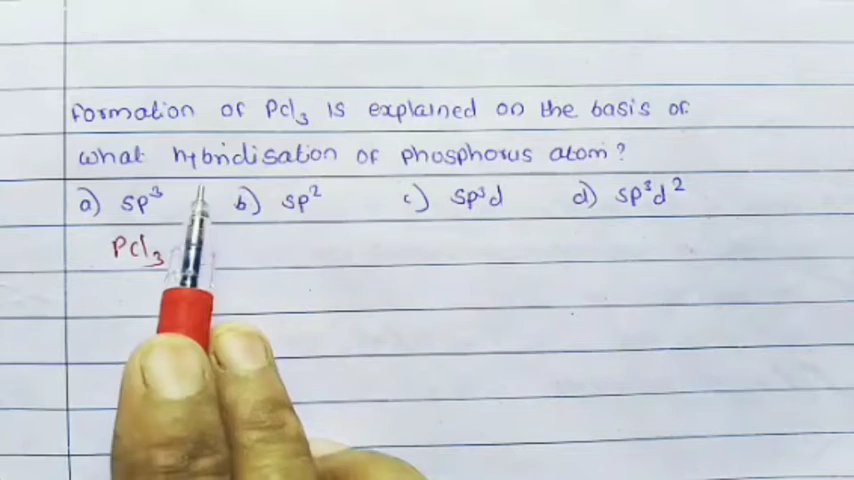 Formation of PCl3 is explained on the basis of
what hybridisation of phosphorus atom?
a) sp³ b) sp² c) sp³d d) sp³d²
PCl3